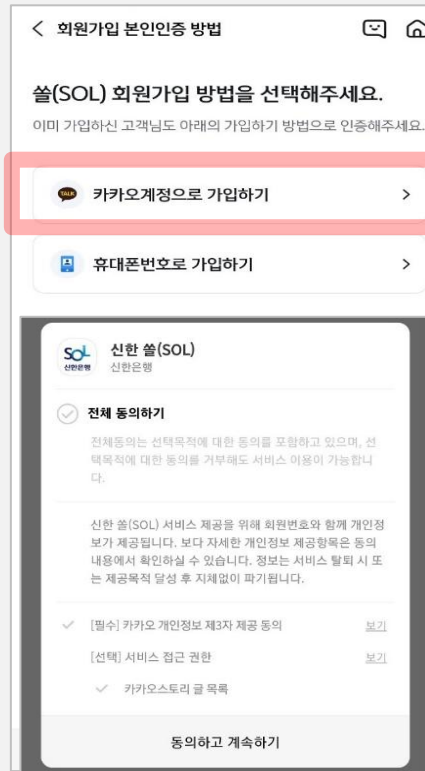 회원가입 본인인증 방법
쏠(SOL) 회원가입 방법을 선택해주세요.
이미 가입하신 고객님도 아래의 가입하기 방법으로 인증해주세요.
TALK
카카오계정으로 가입하기
휴대폰번호로 가입하기
SOL
신한은행
신한 쏠(SOL)
신한은행
전체 동의하기
전체동의는 선택목적에 대한 동의를 포함하고 있으며, 선
택목적에 대한 동의를 거부해도 서비스 이용이 가능합니
다.
신한 쏠(SOL) 서비스 제공을 위해 회원번호와 함께 개인정
보가 제공됩니다. 보다 자세한 개인정보 제공항목은 동의
내용에서 확인하실 수 있습니다. 정보는 서비스 탈퇴 시 또
는 제공목적 달성 후 지체없이 파기됩니다.
[필수] 카카오 개인정보 제3자 제공 동의 보기
[선택] 서비스 접근 권한 보기
카카오스토리 글 목록
동의하고 계속하기